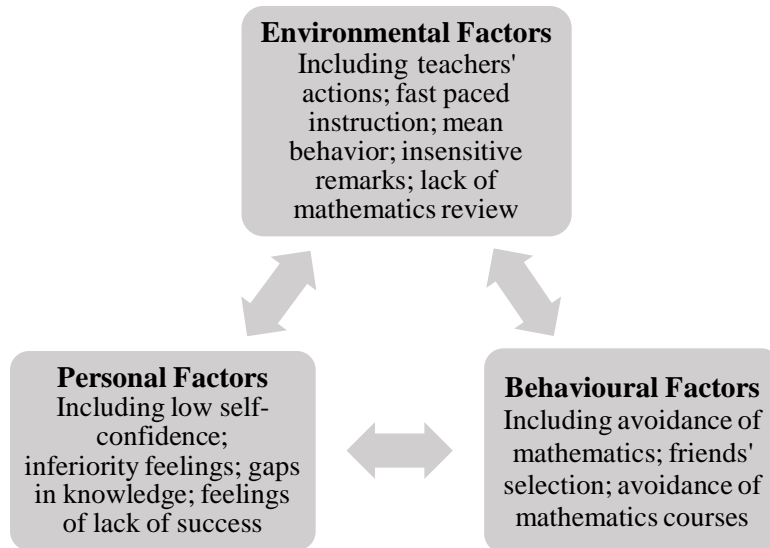 Environmental Factors
Including teachers'
actions; fast paced
instruction; mean
behavior; insensitive
remarks; lack of
mathematics review
Personal Factors
Including low self-
confidence;
inferiority feelings; gaps
in knowledge; feelings
of lack of success
Behavioural Factors
Including avoidance of
mathematics; friends'
selection; avoidance of
mathematics courses